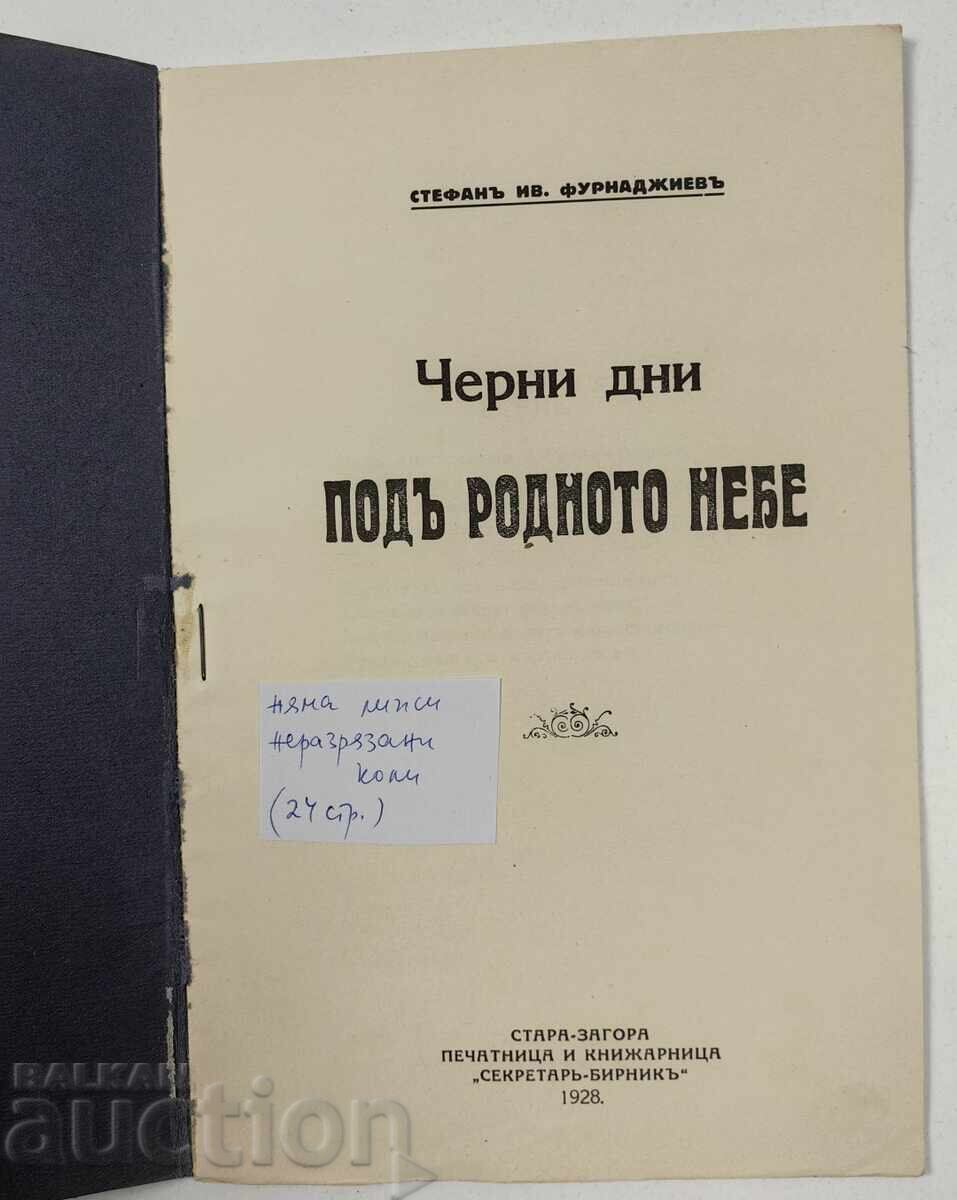 СТЕФАНЪ ИВ. ФУРНАДЖИЕВЪ
Черни дни
ПОДЪ РОДНОТО НЕБЕ
няма липси
неразрязани
коли
(24 стр.)
СТАРА-ЗАГОРА
ПЕЧАТНИЦА И КНИЖАРНИЦА
„СЕКРЕТАРЬ-БИРНИКЪ“
1928.
BALKAN
auction